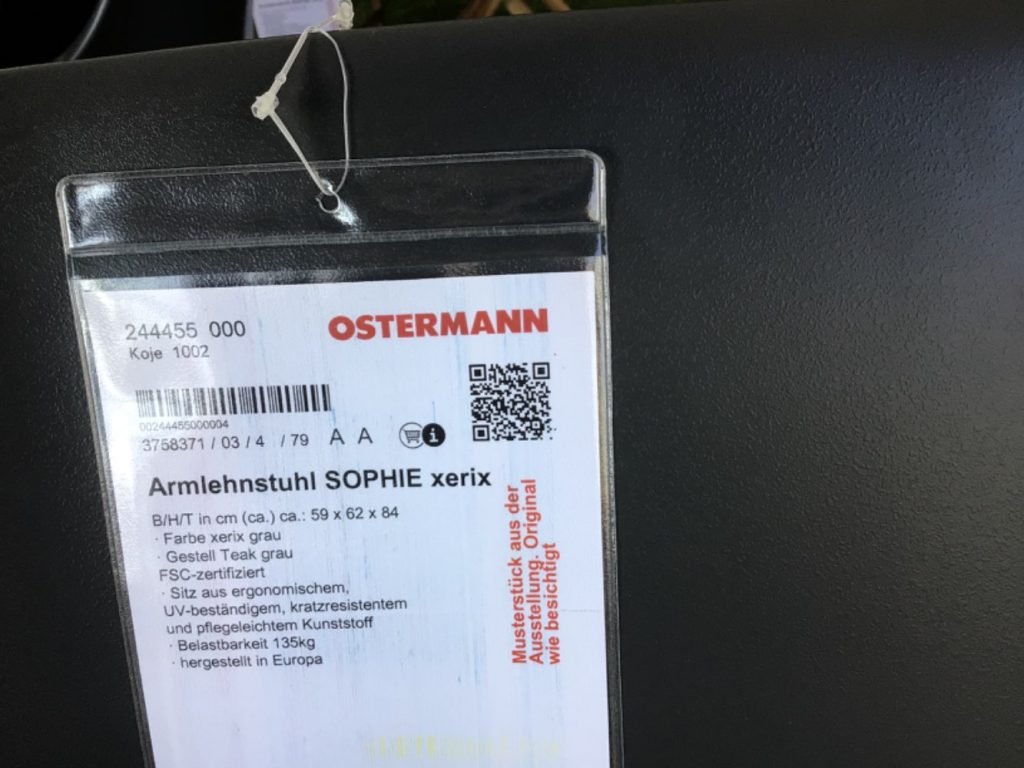 244455 000
OSTERMANN
Koje 1002
00244455000004
3758371 / 03 / 4 / 79 A A
Armlehnstuhl SOPHIE xerix
B/H/T in cm (ca.) ca.: 59 x 62 x 84
· Farbe xerix grau
· Gestell Teak grau
FSC-zertifiziert
· Sitz aus ergonomischem,
UV-beständigem, kratzresistentem
und pflegeleichtem Kunststoff
· Belastbarkeit 135kg
· hergestellt in Europa
Musterstück aus der
Ausstellung. Original
wie besichtigt